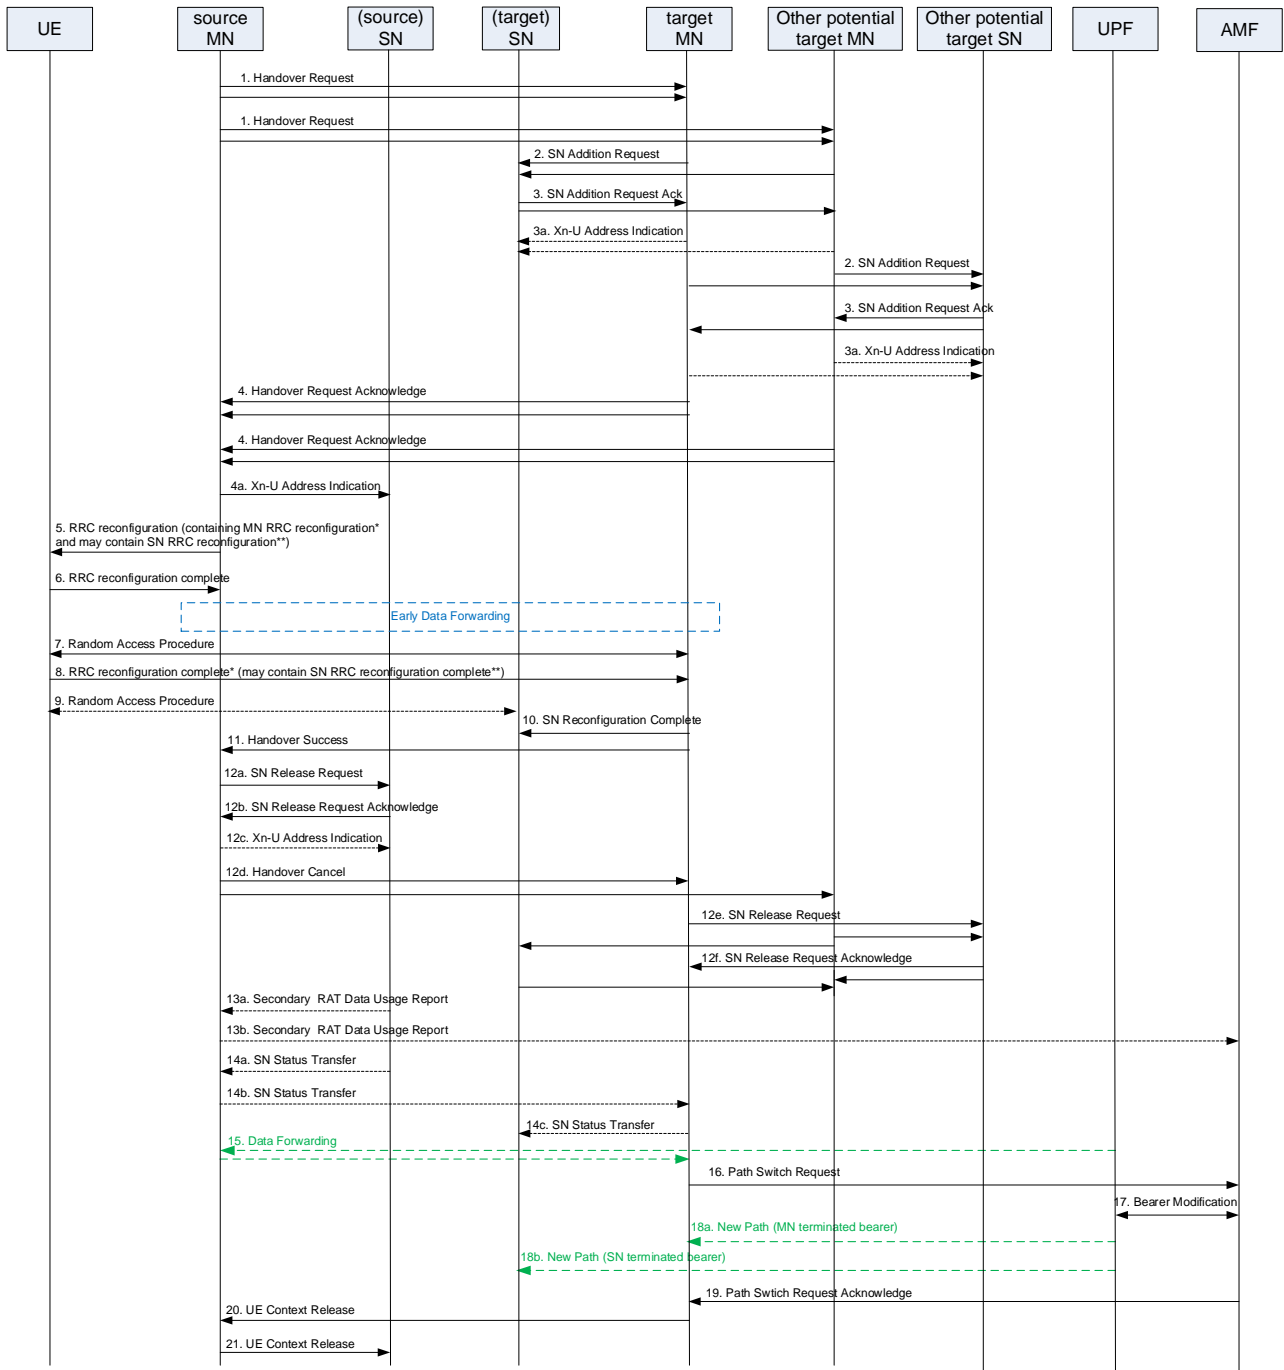 UE
source
MN
(source)
SN
(target)
SN
target
MN
Other potential
target MN
Other potential
target SN
UPF
AMF
1. Handover Request
1. Handover Request
2. SN Addition Request
3. SN Addition Request Ack
3a. Xn-U Address Indication
2. SN Addition Request
3. SN Addition Request Ack
3a. Xn-U Address Indication
4. Handover Request Acknowledge
4. Handover Request Acknowledge
4a. Xn-U Address Indication
5. RRC reconfiguration (containing MN RRC reconfiguration*
and may contain SN RRC reconfiguration**)
6. RRC reconfiguration complete
Early Data Forwarding
7. Random Access Procedure
8. RRC reconfiguration complete* (may contain SN RRC reconfiguration complete**)
9. Random Access Procedure
10. SN Reconfiguration Complete
11. Handover Success
12a. SN Release Request
12b. SN Release Request Acknowledge
12c. Xn-U Address Indication
12d. Handover Cancel
12e. SN Release Request
12f. SN Release Request Acknowledge
13a. Secondary RAT Data Usage Report
13b. Secondary RAT Data Usage Report
14a. SN Status Transfer
14b. SN Status Transfer
14c. SN Status Transfer
15. Data Forwarding
16. Path Switch Request
17. Bearer Modification
18a. New Path (MN terminated bearer)
18b. New Path (SN terminated bearer)
19. Path Swtich Request Acknowledge
20. UE Context Release
21. UE Context Release